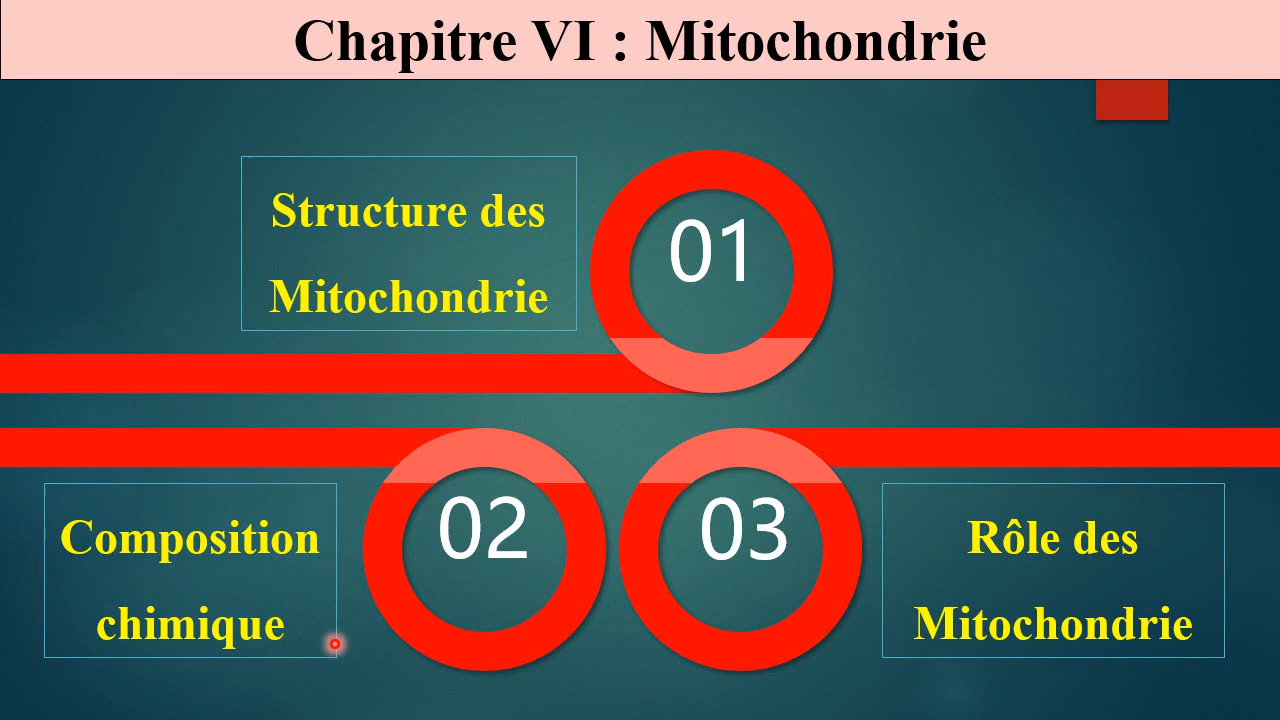 Chapitre VI : Mitochondrie
Structure des
Mitochondrie
01
02
03
Composition
chimique
Rôle des
Mitochondrie